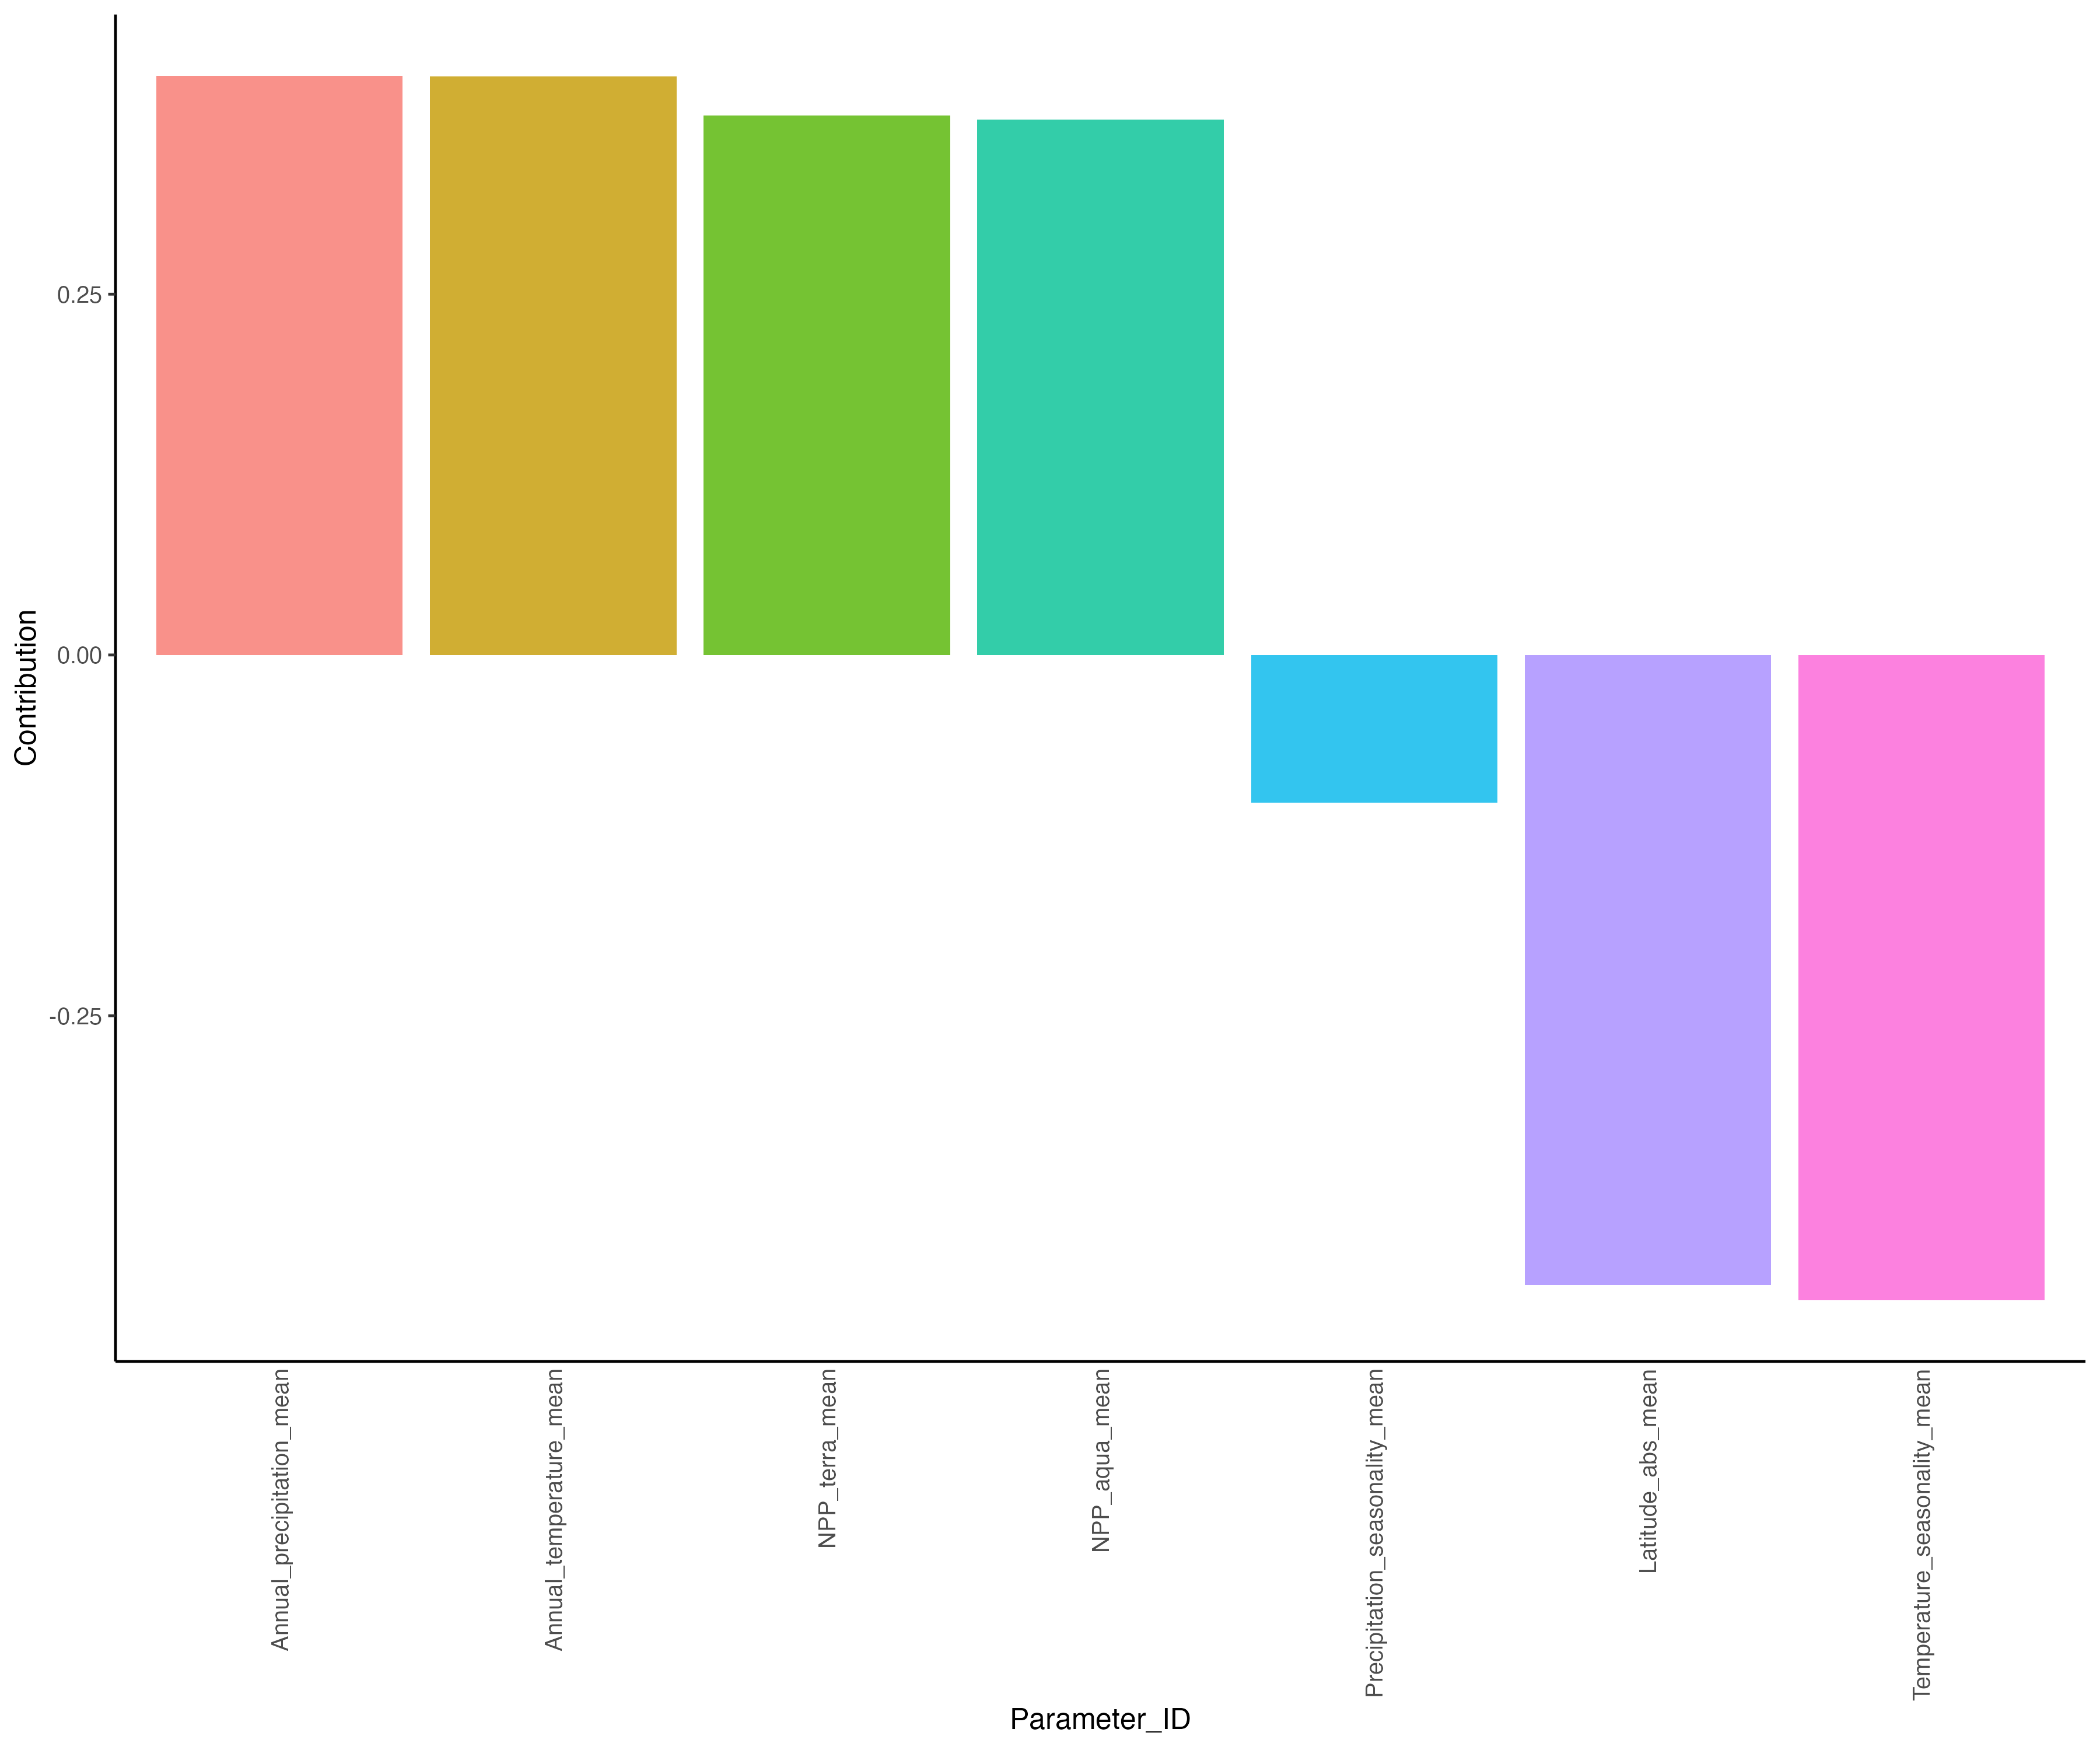 Contribution
0.25
0.00
-0.25
Annual_precipitation_mean
Annual_temperature_mean
NPP_terra_mean
NPP_aqua_mean
Precipitation_seasonality_mean
Latitude_abs_mean
Temperature_seasonality_mean
Parameter_ID